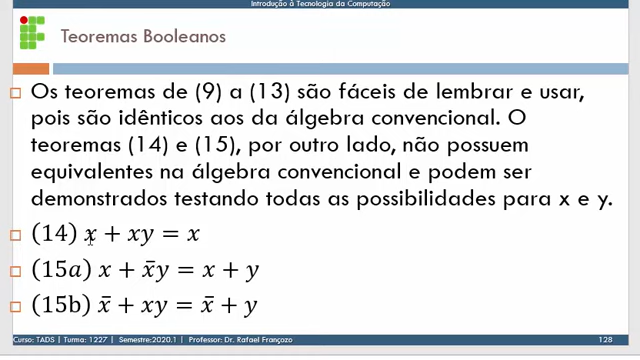 Introdução à Tecnologia da Computação
Teoremas Booleanos
Os teoremas de (9) a (13) são fáceis de lembrar e usar,
pois são idênticos aos da álgebra convencional. O
teoremas (14) e (15), por outro lado, não possuem
equivalentes na álgebra convencional e podem ser
demonstrados testando todas as possibilidades para x e y.
(14) x + xy = x
(15a) x + x̄y = x + y
(15b) x̄ + xy = x̄ + y
Curso: TADS | Turma: 1227 | Semestre:2020.1 | Professor: Dr. Rafael Françozo 128